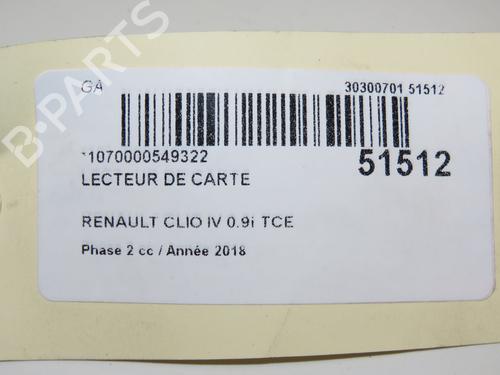 GA
30300701 51512
11070000549322
51512
LECTEUR DE CARTE
RENAULT CLIO IV 0.9i TCE
Phase 2 cc / Année 2018
B-PARTS